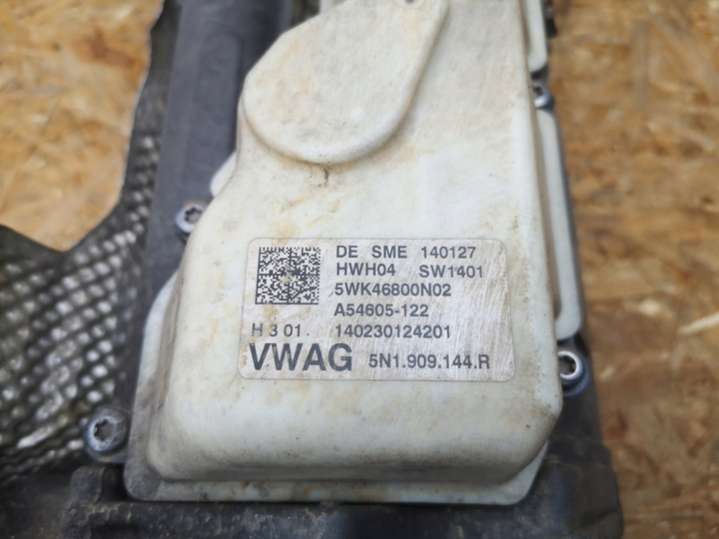 DE SME 140127
HWH04 SW1401
5WK46800N02
A54605-122
H 3 01. 140230124201
VWAG 5N1.909.144.R